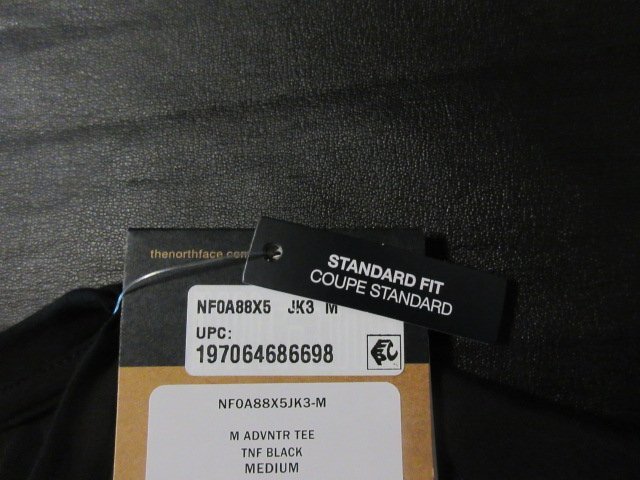 thenorthface.com
STANDARD FIT
COUPE STANDARD
NF0A88X5 JK3 M
UPC:
197064686698
NF0A88X5JK3-M
M ADVNTR TEE
TNF BLACK
MEDIUM